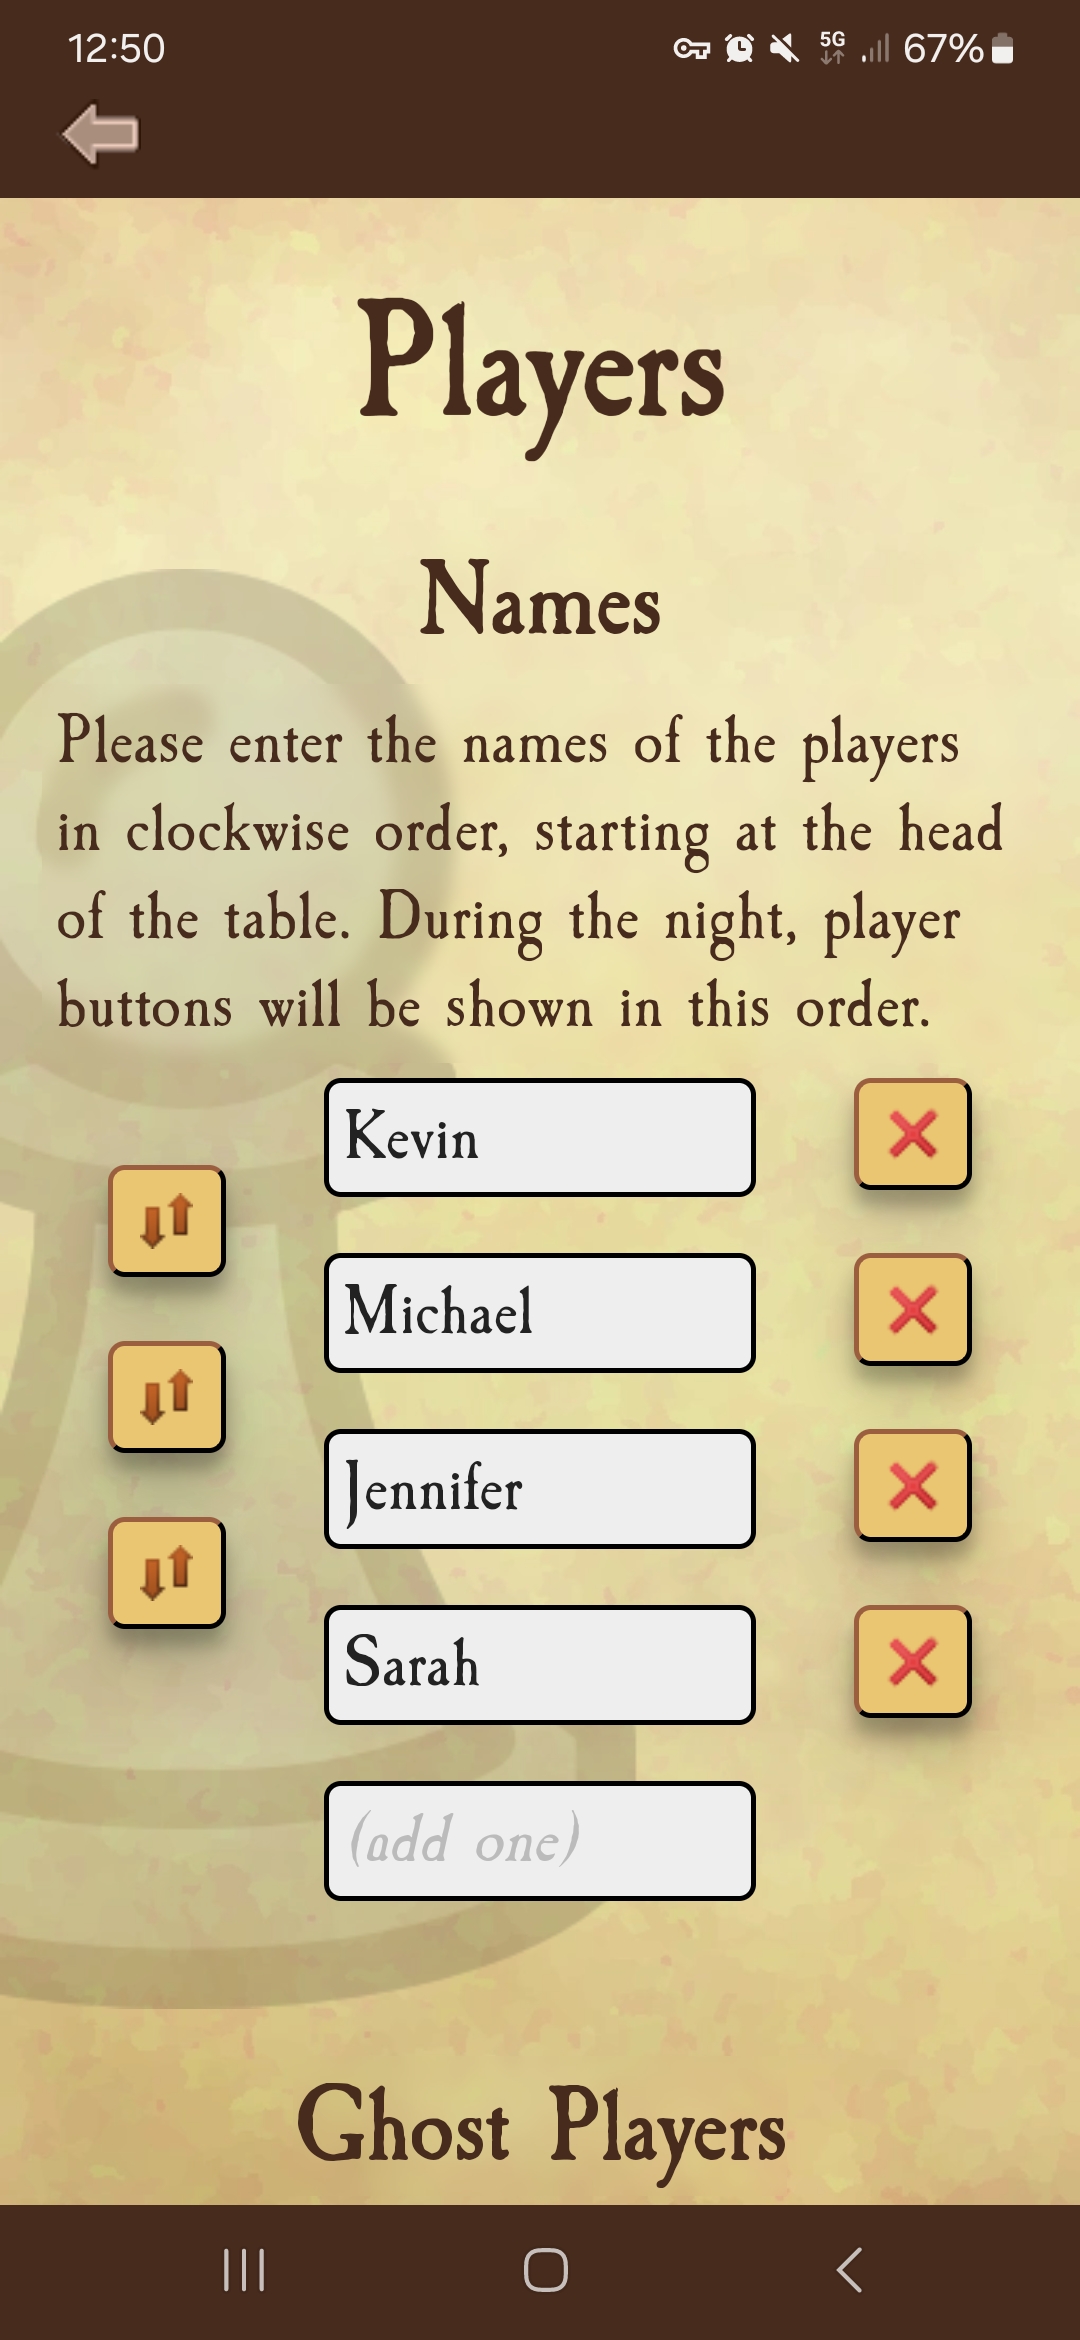 12:50
5G 67%
Players
Names
Please enter the names of the players
in clockwise order, starting at the head
of the table. During the night, player
buttons will be shown in this order.
Kevin
Michael
Jennifer
Sarah
(add one)
Ghost Players